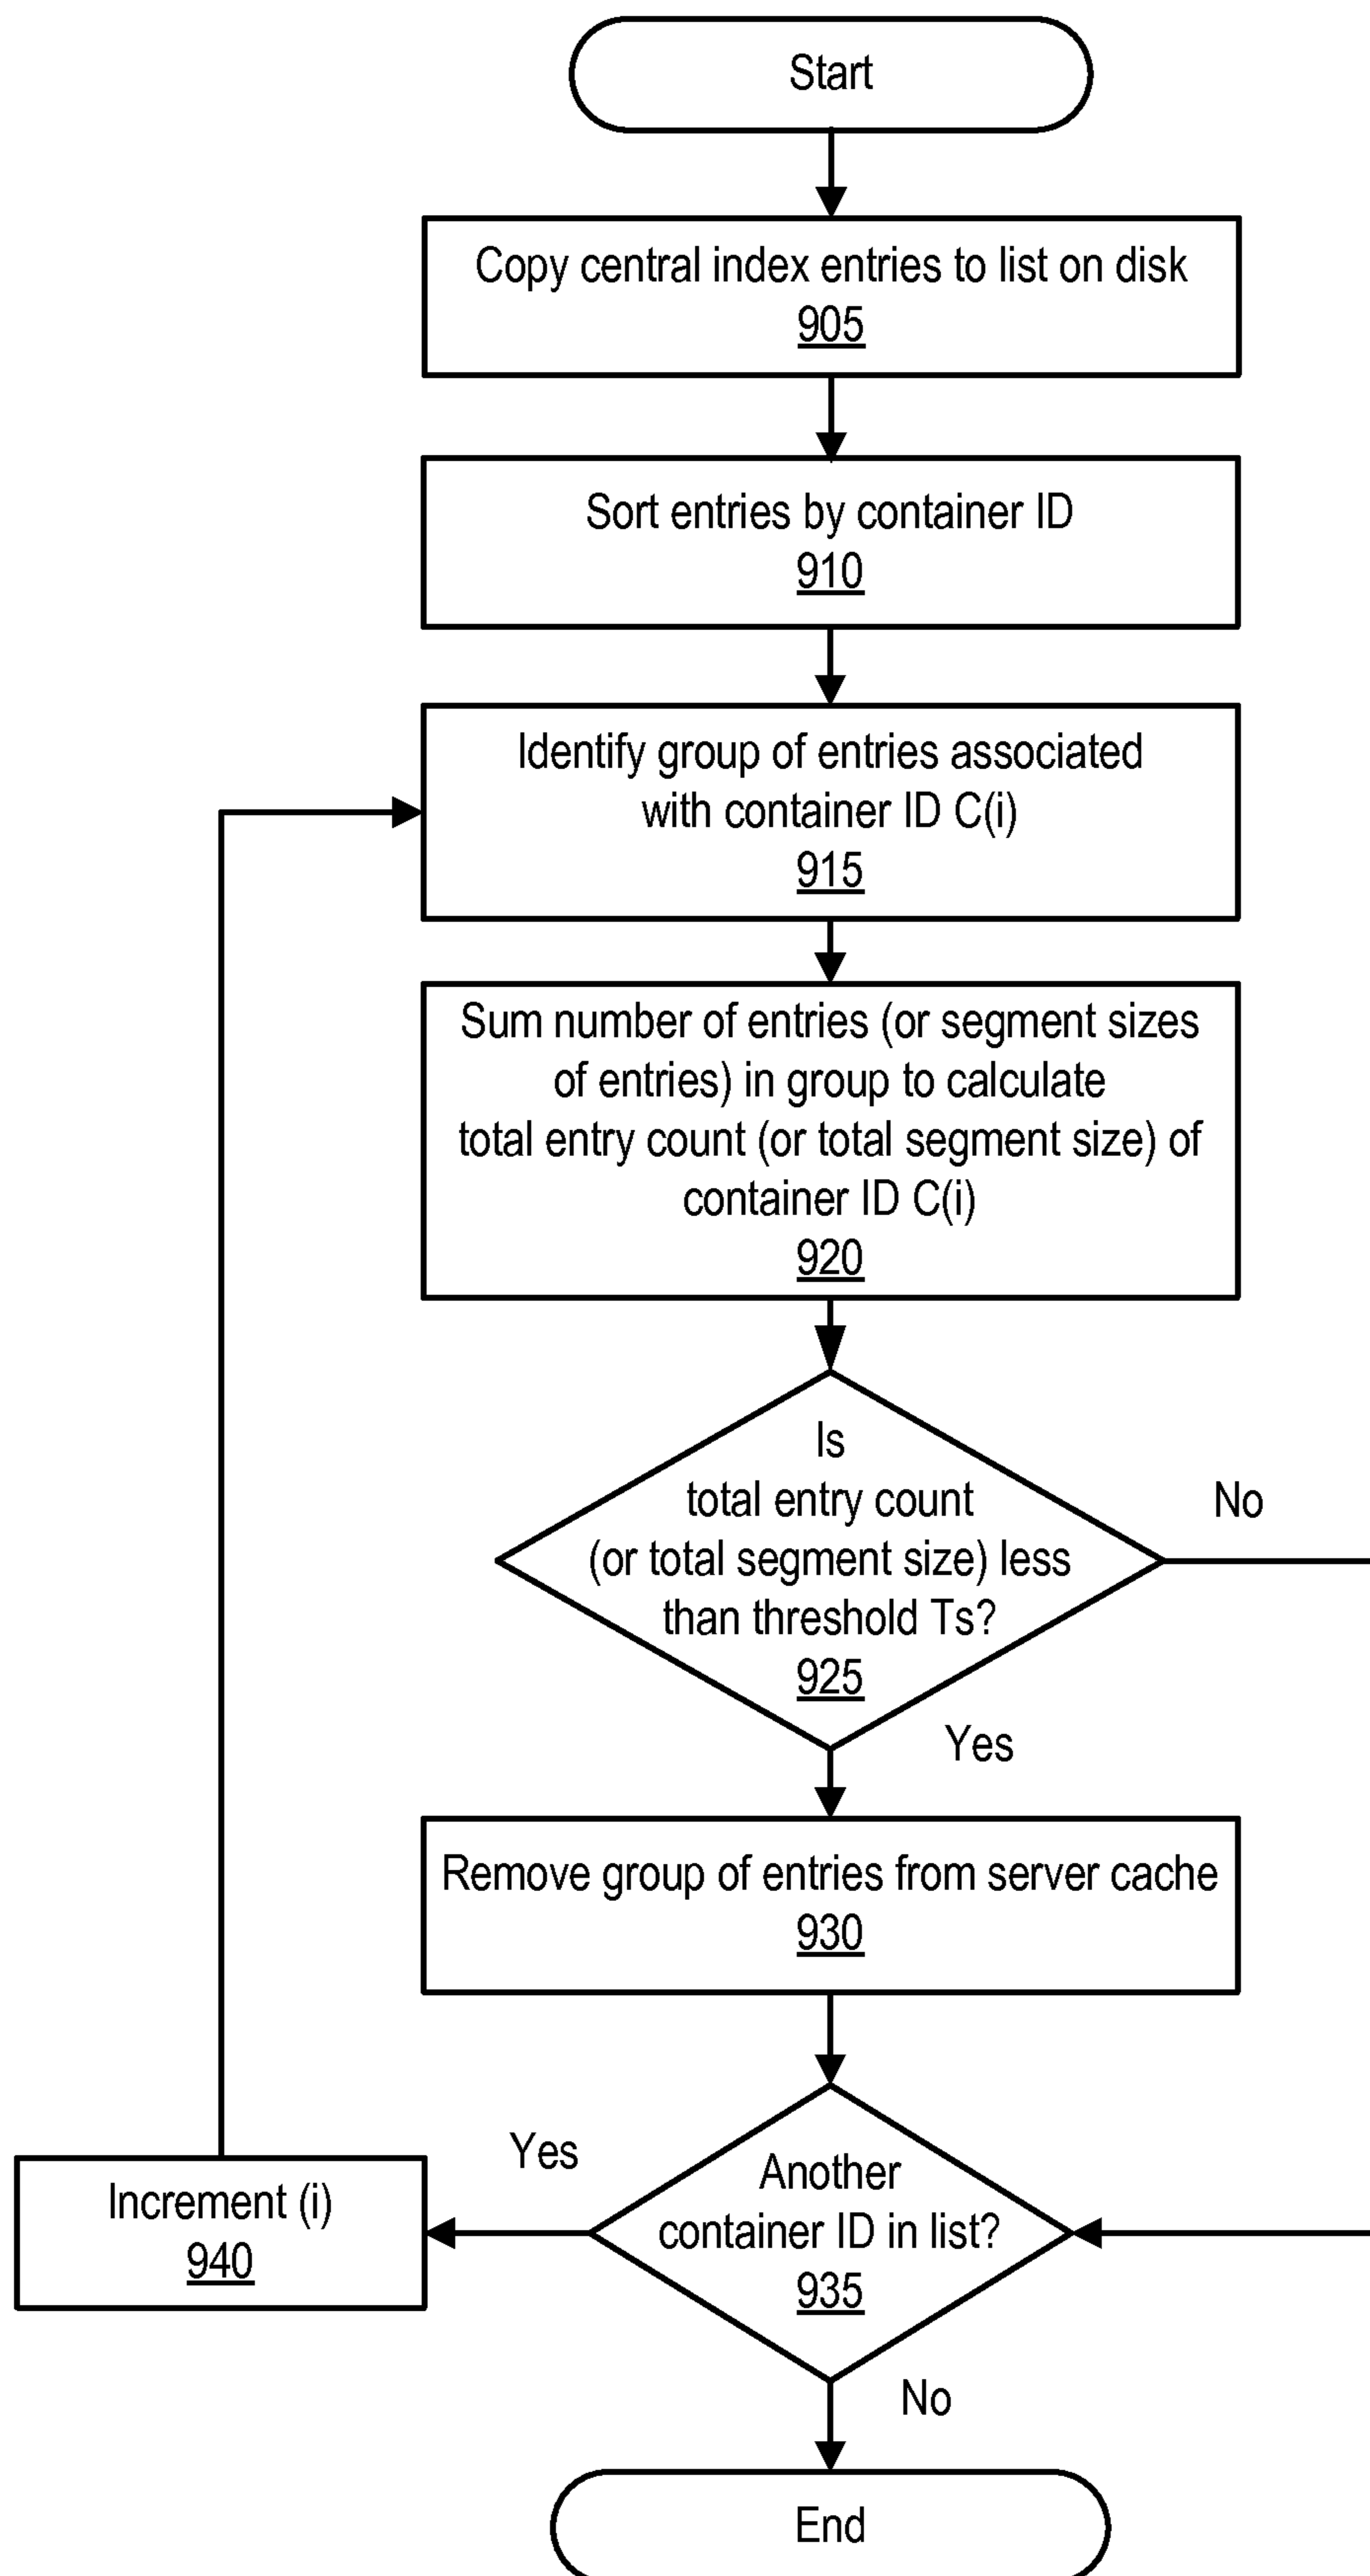 Start
Copy central index entries to list on disk
905
Sort entries by container ID
910
Identify group of entries associated
with container ID C(i)
915
Sum number of entries (or segment sizes
of entries) in group to calculate
total entry count (or total segment size) of
container ID C(i)
920
Is
total entry count
(or total segment size) less
than threshold Ts?
925
No
Yes
Remove group of entries from server cache
930
Another
container ID in list?
935
Yes
Increment (i)
940
No
End